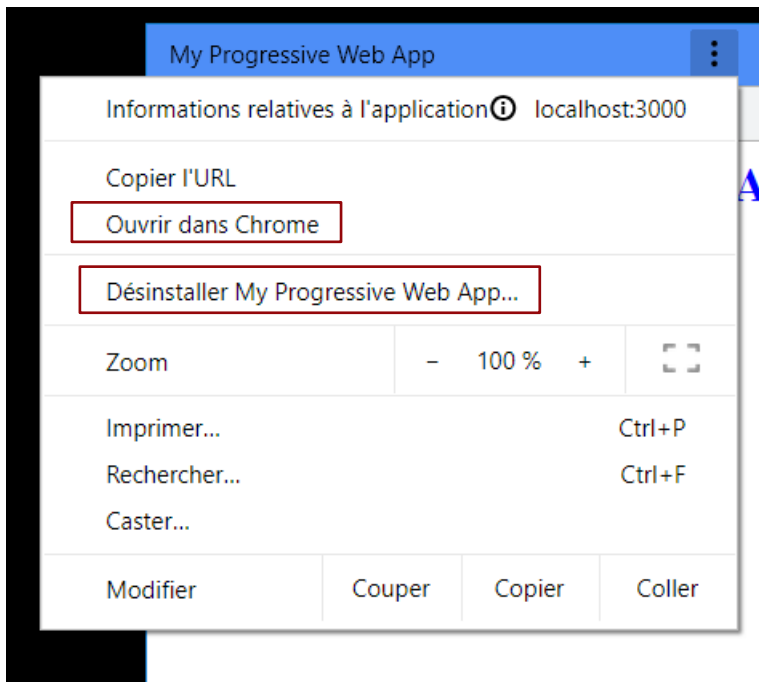 My Progressive Web App
Informations relatives à l'application localhost:3000
Copier l'URL
A
Ouvrir dans Chrome
Désinstaller My Progressive Web App...
Zoom - 100 % +
Imprimer... Ctrl+P
Rechercher... Ctrl+F
Caster...
Modifier Couper Copier Coller